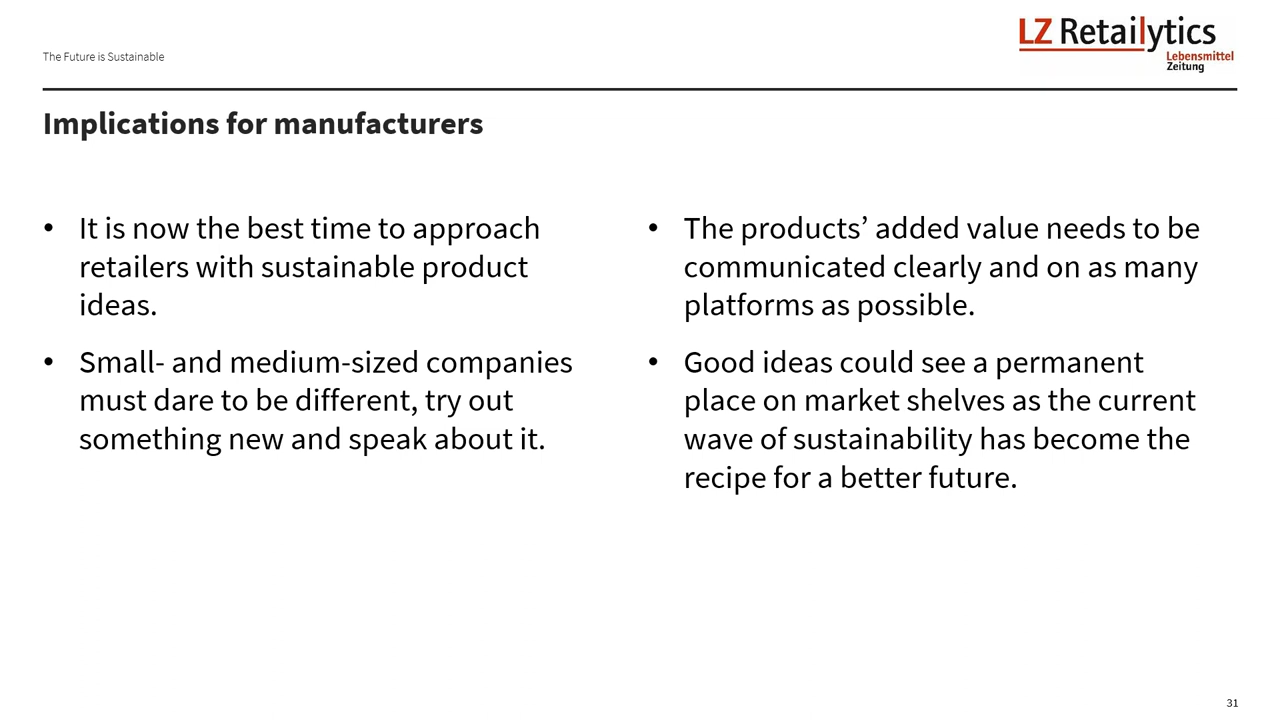 The Future is Sustainable
LZ Retailytics
Lebensmittel
Zeitung
Implications for manufacturers
• It is now the best time to approach
retailers with sustainable product
ideas.
• Small- and medium-sized companies
must dare to be different, try out
something new and speak about it.
• The products’ added value needs to be
communicated clearly and on as many
platforms as possible.
• Good ideas could see a permanent
place on market shelves as the current
wave of sustainability has become the
recipe for a better future.
31